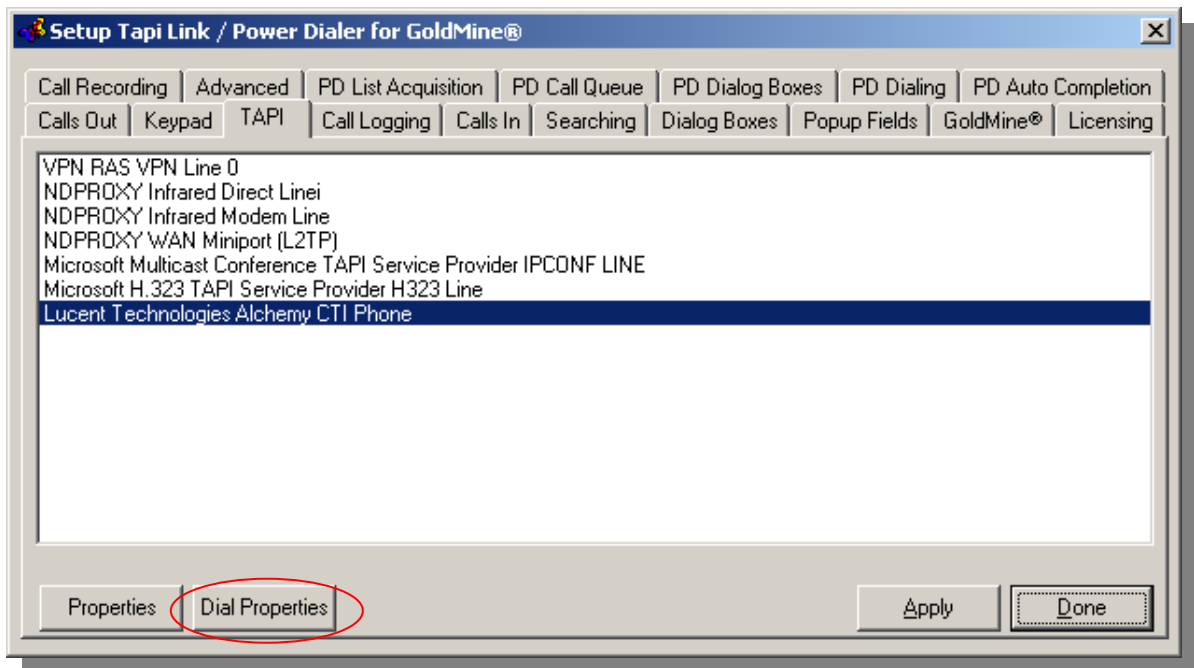 Setup Tapi Link / Power Dialer for GoldMine®
Call Recording Advanced PD List Acquisition PD Call Queue PD Dialog Boxes PD Dialing PD Auto Completion
Calls Out Keypad TAPI Call Logging Calls In Searching Dialog Boxes Popup Fields GoldMine® Licensing
VPN RAS VPN Line 0
NDPROXY Infrared Direct Linei
NDPROXY Infrared Modem Line
NDPROXY WAN Miniport (L2TP)
Microsoft Multicast Conference TAPI Service Provider IPCONF LINE
Microsoft H.323 TAPI Service Provider H323 Line
Lucent Technologies Alchemy CTI Phone
Properties Dial Properties Apply Done